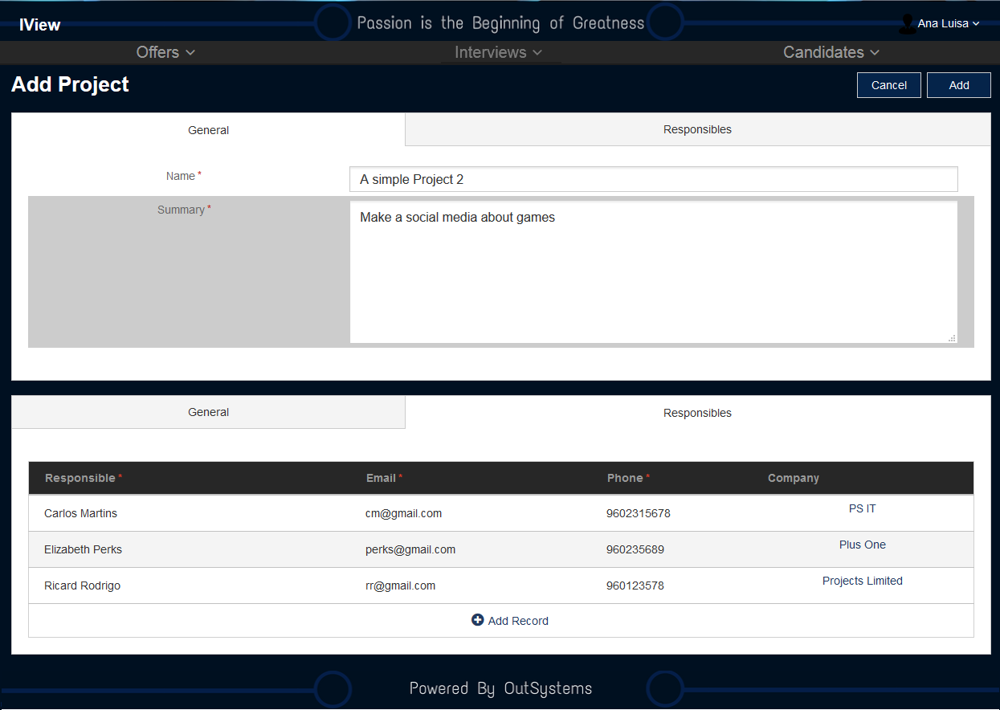 IView
Passion is the Beginning of Greatness
Ana Luisa
Offers
Interviews
Candidates
Add Project
Cancel
Add
General
Responsibles
Name *
A simple Project 2
Summary *
Make a social media about games
General
Responsibles
Responsible * Email * Phone * Company
Carlos Martins cm@gmail.com 9602315678 PS IT
Elizabeth Perks perks@gmail.com 960235689 Plus One
Ricard Rodrigo rr@gmail.com 960123578 Projects Limited
Add Record
Powered By OutSystems